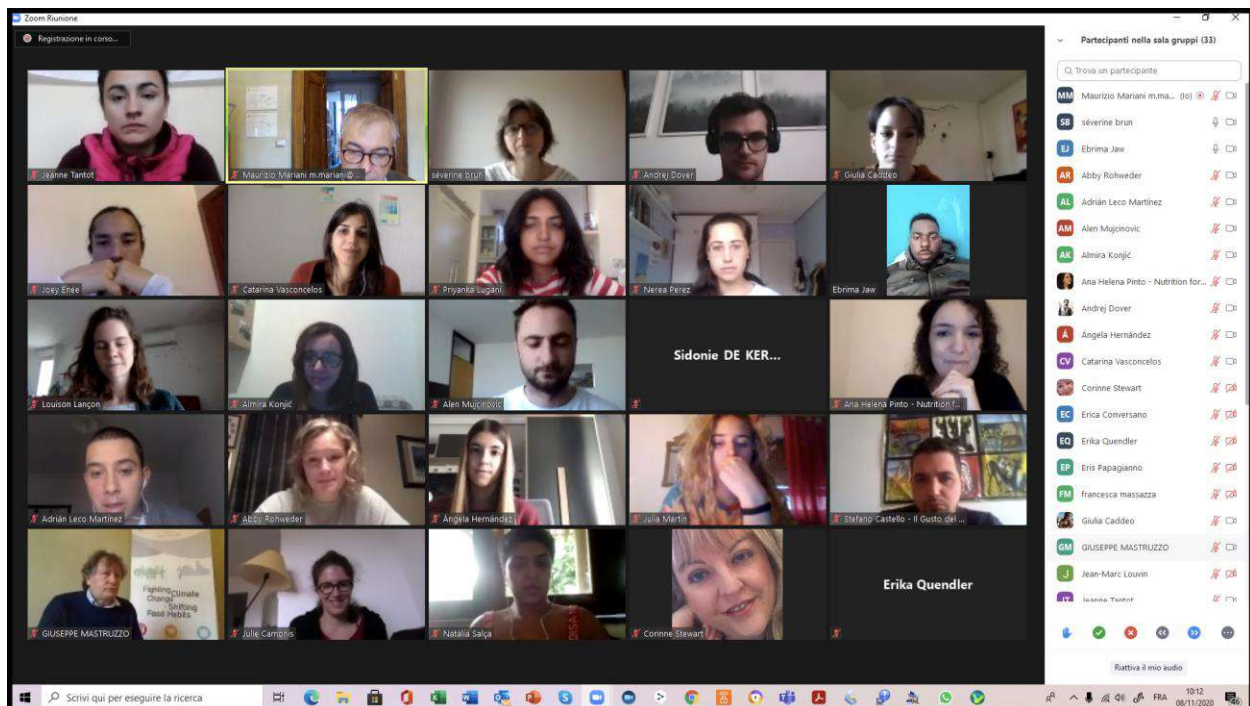 Zoom Riunione
Registrazione in corso...
Jeanne Tantot
Maurizio Mariani m.mariani@...
séverine brun
Andrej Dover
Giulia Caddeo
Joey Enée
Catarina Vasconcelos
Priyanka Lugani
Nerea Perez
Ebrima Jaw
Louison Lançon
Almira Konjić
Alen Mujcinovic
Sidonie DE KER...
Ana Helena Pinto - Nutrition f...
Adrián Leco Martínez
Abby Rohweder
Ángela Hernández
Julia Martin
Stefano Castello - Il Gusto del ...
GIUSEPPE MASTRUZZO
Fighting Climate
Change
Shifting
Food Habits
Julie Camprís
Natália Salça
Corinne Stewart
Erika Quendler
Partecipanti nella sala gruppi (33)
Trova un partecipante
MM Maurizio Mariani m.ma... (Io)
SB séverine brun
EJ Ebrima Jaw
AR Abby Rohweder
AL Adrián Leco Martínez
AM Alen Mujcinovic
AK Almira Konjić
Ana Helena Pinto - Nutrition for...
Andrej Dover
Á Ángela Hernández
CV Catarina Vasconcelos
Corinne Stewart
EC Erica Conversano
EQ Erika Quendler
EP Eris Papagianno
FM francesca massazza
Giulia Caddeo
GM GIUSEPPE MASTRUZZO
J Jean-Marc Louvin
JT Jeanne Tantot
Riattiva il mio audio
Scrivi qui per eseguire la ricerca
FRA
10:12
08/11/2020